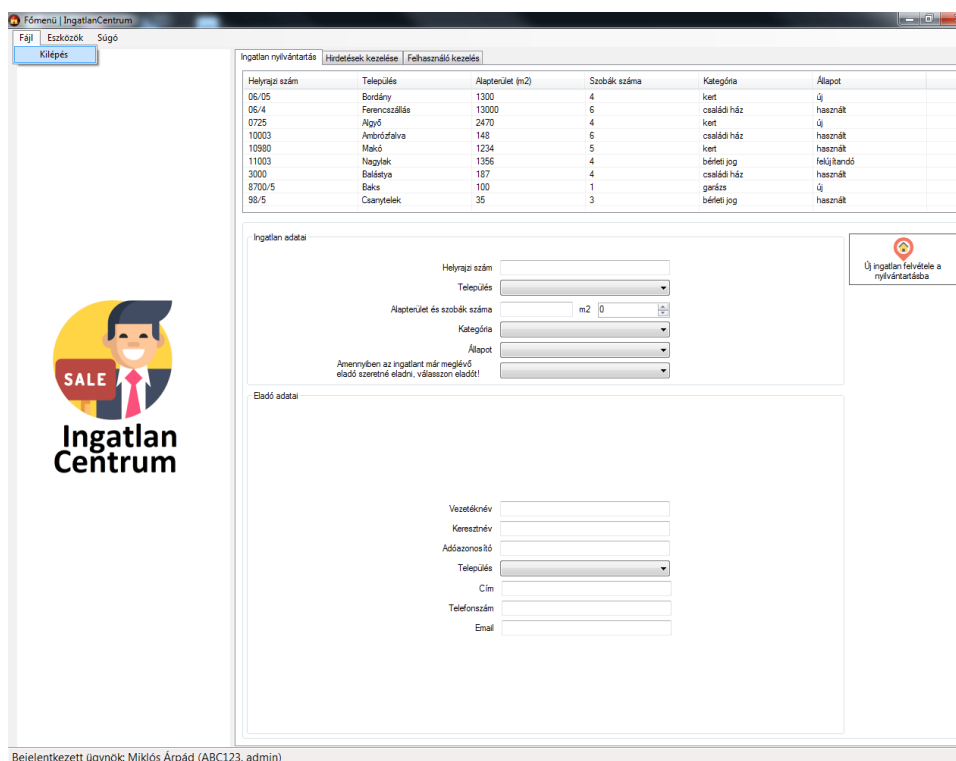 Főmenü | IngatlanCentrum
Fájl Eszközök Súgó
Kilépés
Ingatlan nyilvántartás Hirdetések kezelése Felhasználó kezelés
Helyrajzi szám Település Alapterület (m2) Szobák száma Kategória Állapot
06/05 Bordány 1300 4 kert új
06/4 Ferencszállás 13000 6 családi ház használt
0725 Algyő 2470 4 kert új
10003 Ambrózfalva 148 6 családi ház használt
10980 Makó 1234 5 kert használt
11003 Nagylak 1356 4 bérleti jog felújítandó
3000 Balástya 187 4 családi ház használt
8700/5 Baks 100 1 garázs új
98/5 Csanytelek 35 3 bérleti jog használt
Ingatlan adatai
Helyrajzi szám
Település
Alapterület és szobák száma m2 0
Kategória
Állapot
Amennyiben az ingatlant már meglévő
eladó szeretné eladni, válasszon eladót!
Új ingatlan felvétele a
nyilvántartásba
SALE
Ingatlan
Centrum
Eladó adatai
Vezetéknév
Keresztnév
Adóazonosító
Település
Cím
Telefonszám
Email
Bejelentkezett ügynök: Miklós Árpád (ABC123, admin)